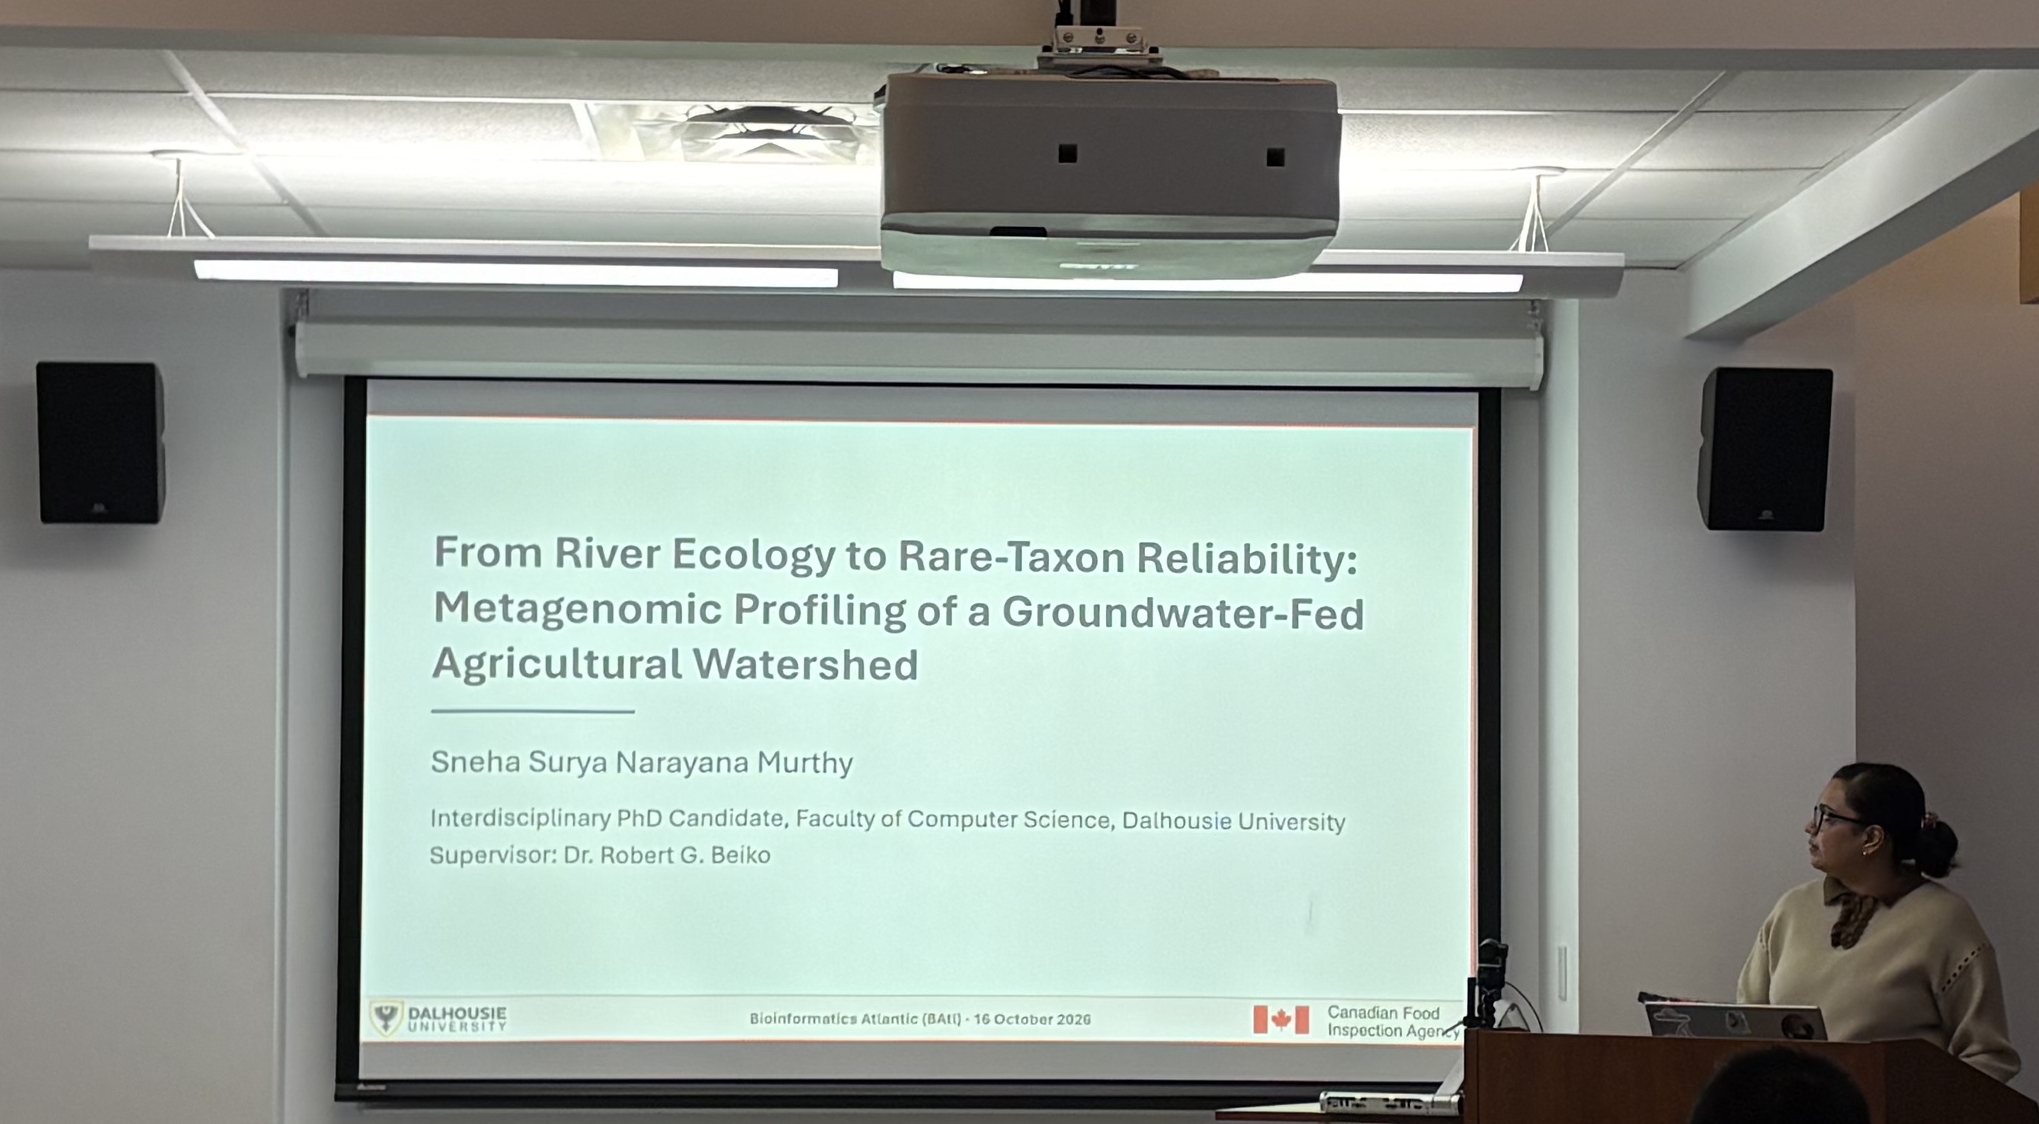 From River Ecology to Rare-Taxon Reliability:
Metagenomic Profiling of a Groundwater-Fed
Agricultural Watershed
Sneha Surya Narayana Murthy
Interdisciplinary PhD Candidate, Faculty of Computer Science, Dalhousie University
Supervisor: Dr. Robert G. Beiko
DALHOUSIE
UNIVERSITY
Bioinformatics Atlantic (BAtl) - 16 October 2026
Canadian Food
Inspection Agency